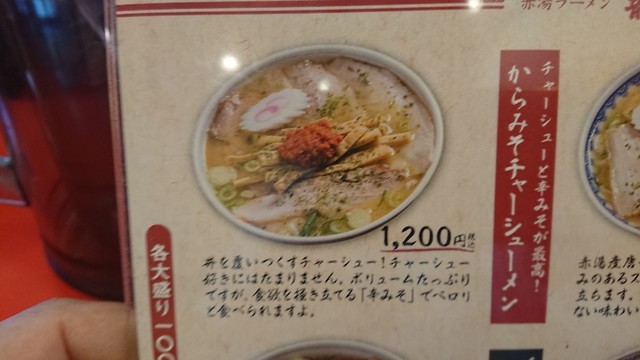 赤湯ラーメン
チャーシューと辛みそが最高!
からみそチャーシューメン
1,200円税込
丼を覆いつくすチャーシュー!チャーシュー
好きにはたまりません。ボリュームたっぷり
ですが、食欲を掻き立てる「辛みそ」でペロリ
と食べられますよ。
各大盛り一〇〇
赤湯産唐
みのあるス
立ちます。
ない味わい